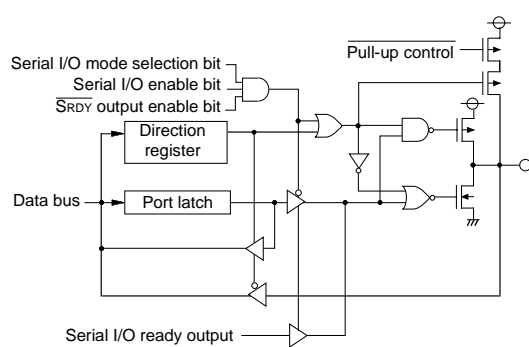 Pull-up control
Serial I/O mode selection bit
Serial I/O enable bit
SRDY output enable bit
Direction
register
Data bus
Port latch
Serial I/O ready output